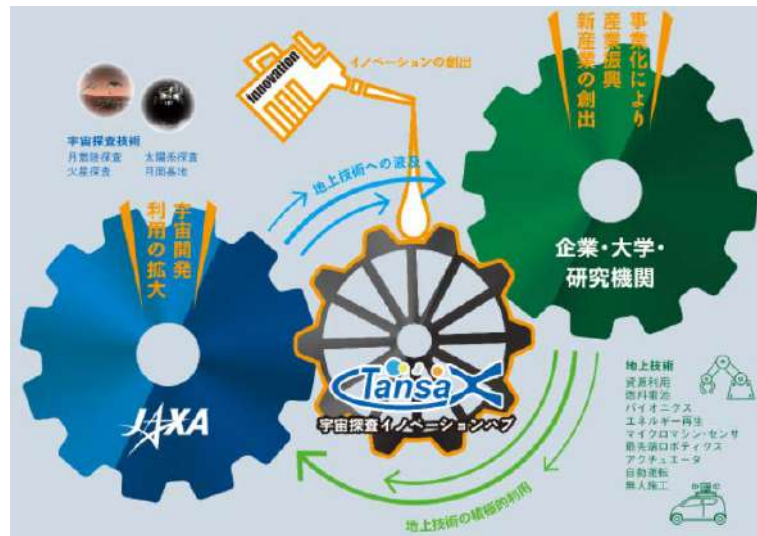 Innovation
イノベーションの創出
事業化により
産業振興
新産業の創出
宇宙探査技術
月離陸探査 太陽系探査
火星探査 月面基地
地上技術への波及
宇宙開発
利用の拡大
企業・大学・
研究機関
JAXA
TansaX
宇宙探査イノベーションハブ
地上技術
資源利用
燃料電池
バイオニクス
エネルギー再生
マイクロマシン・センサ
最先端ロボティクス
アクチュエータ
自動運転
無人施工
地上技術の積極的利用